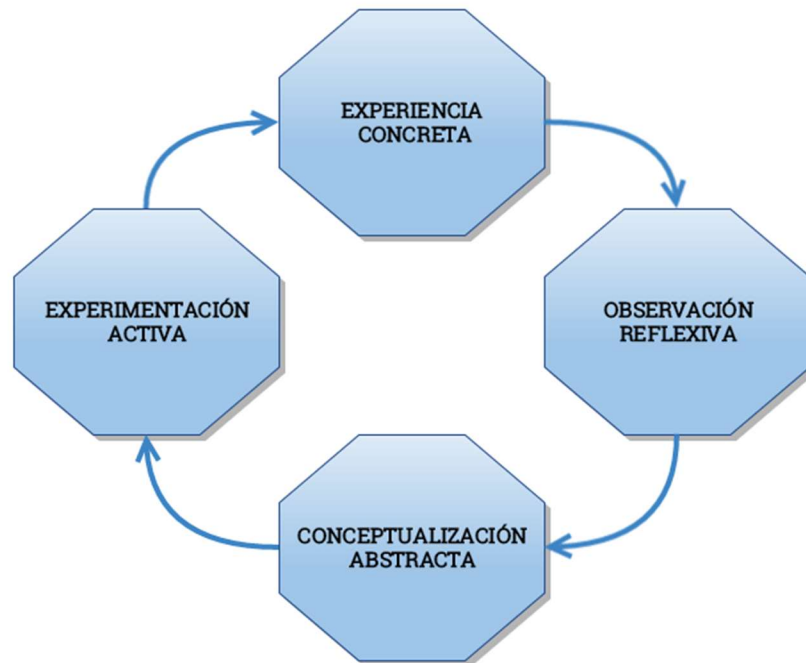 EXPERIENCIA
CONCRETA
OBSERVACIÓN
REFLEXIVA
CONCEPTUALIZACIÓN
ABSTRACTA
EXPERIMENTACIÓN
ACTIVA